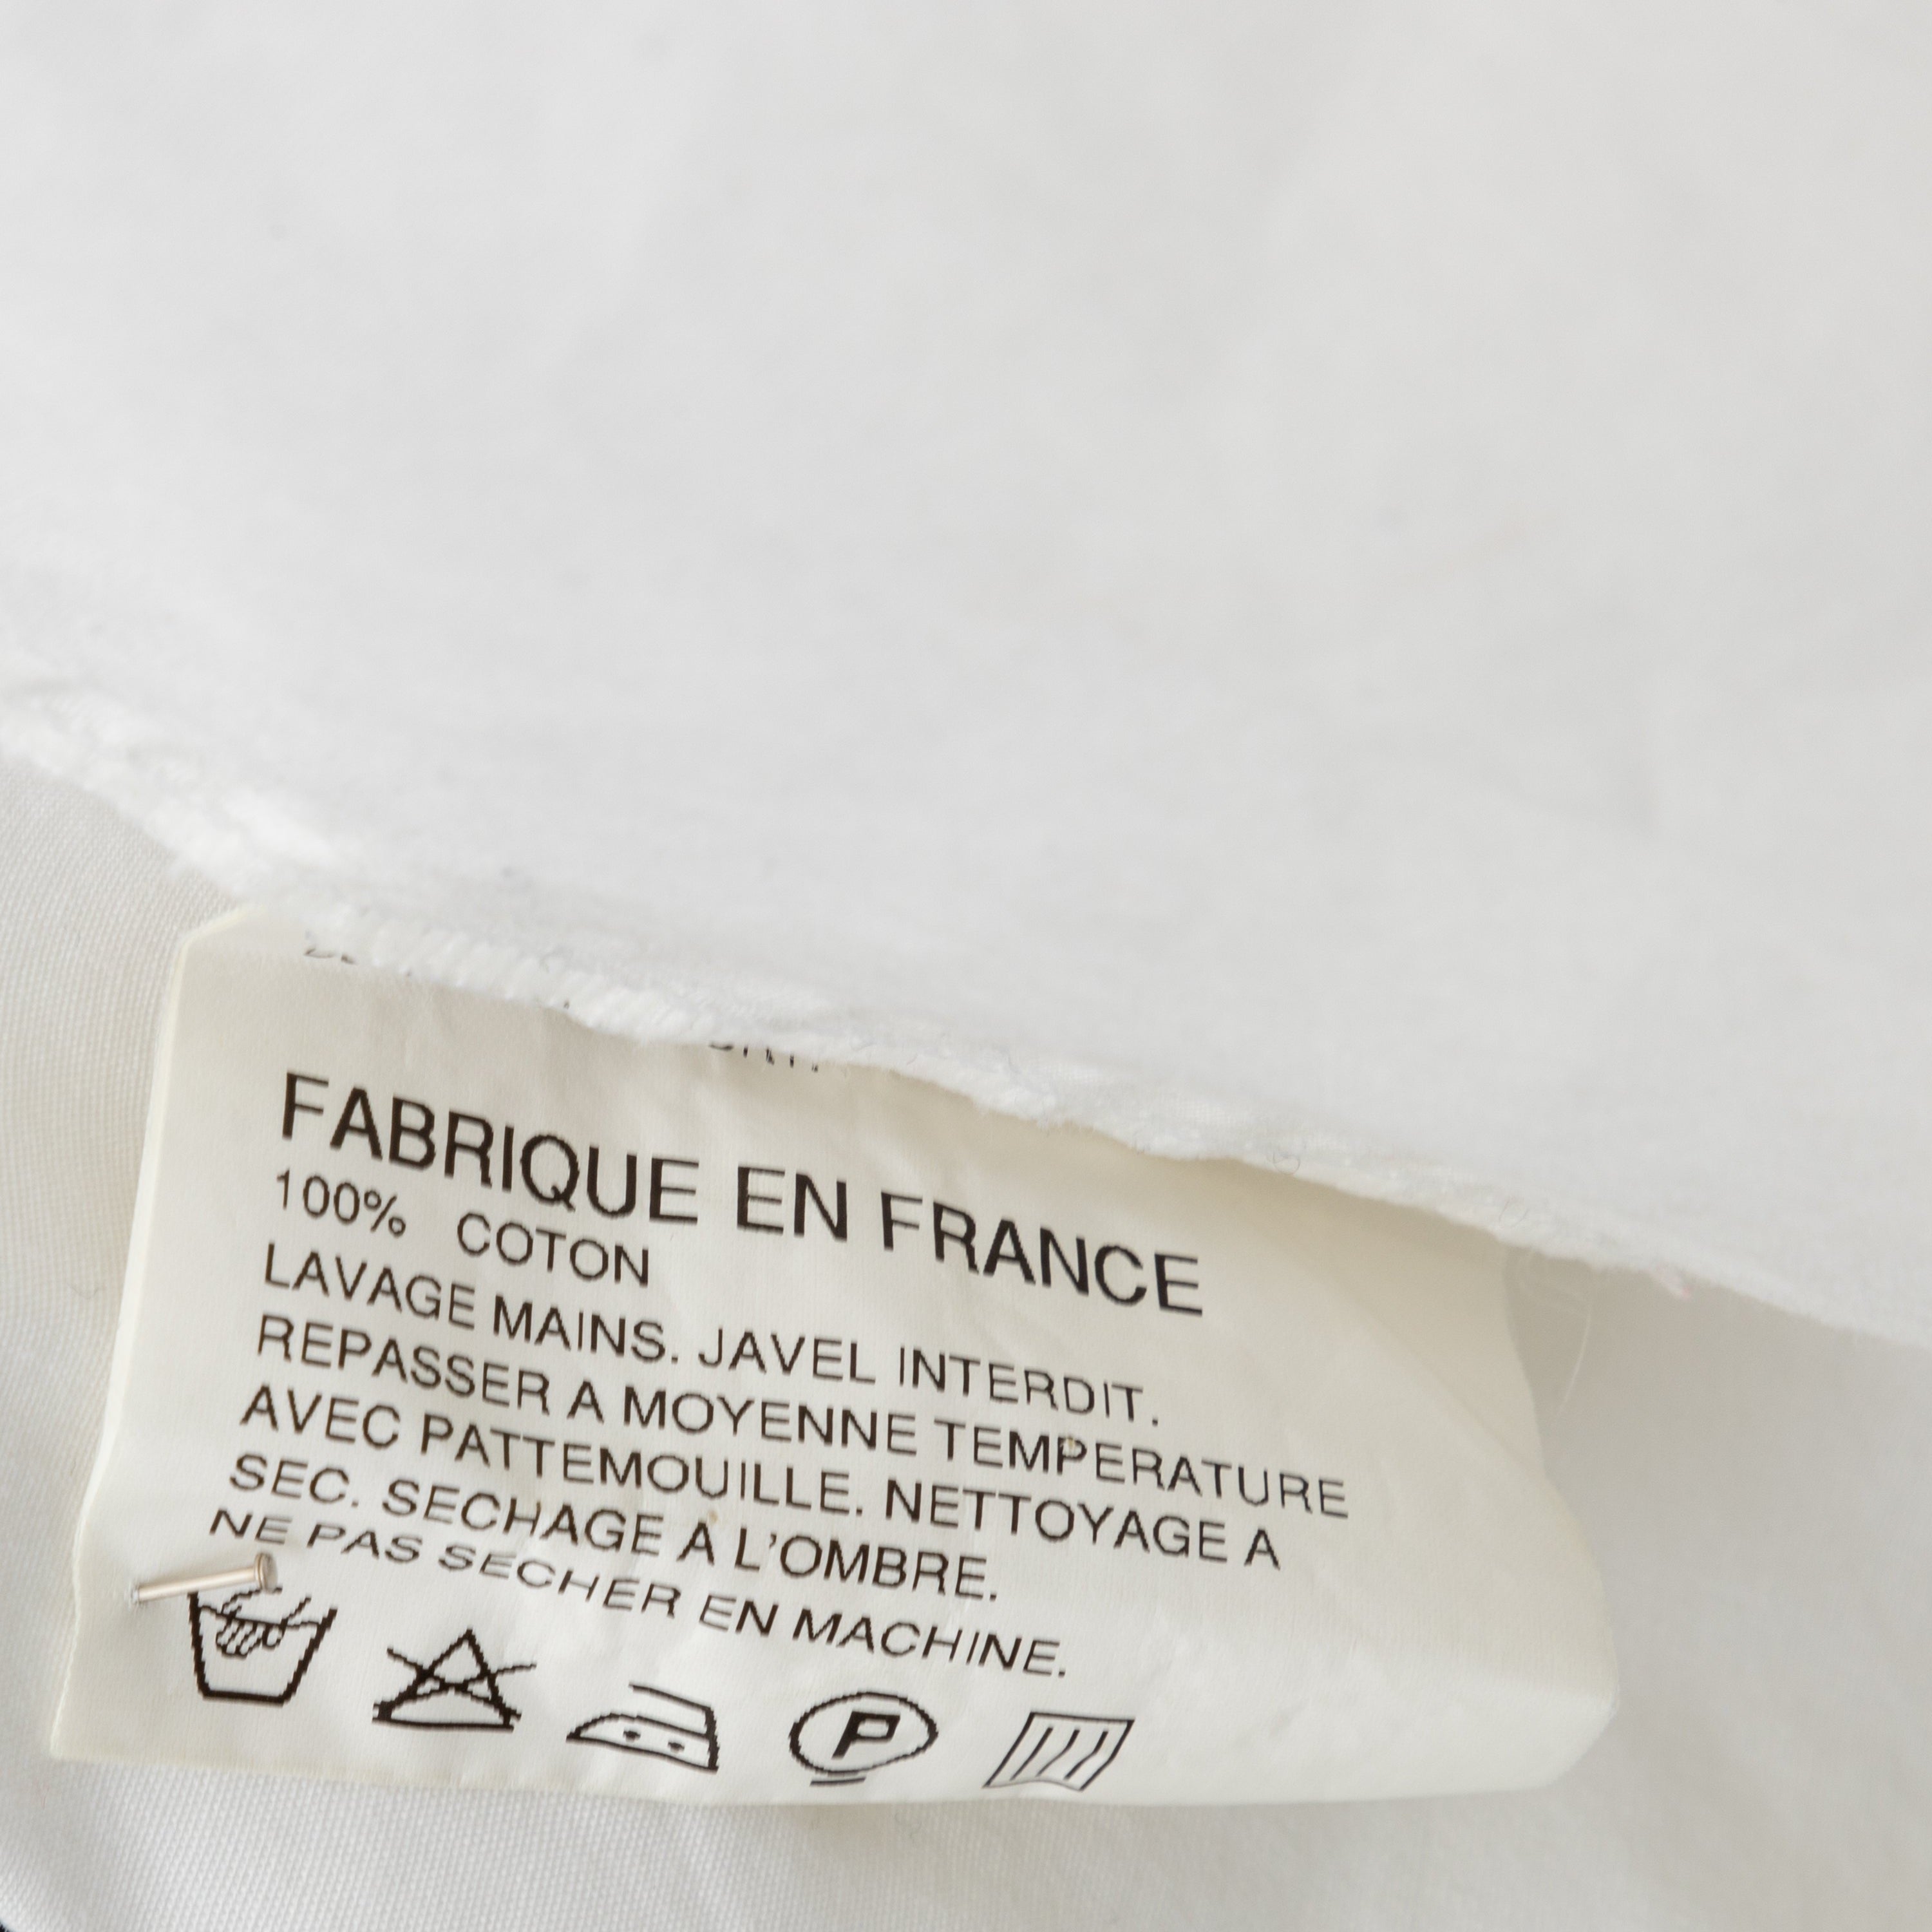 FABRIQUE EN FRANCE
100% COTON
LAVAGE MAINS. JAVEL INTERDIT.
REPASSER A MOYENNE TEMPERATURE
AVEC PATTEMOUILLE. NETTOYAGE A
SEC. SECHAGE A L'OMBRE.
NE PAS SECHER EN MACHINE.
P